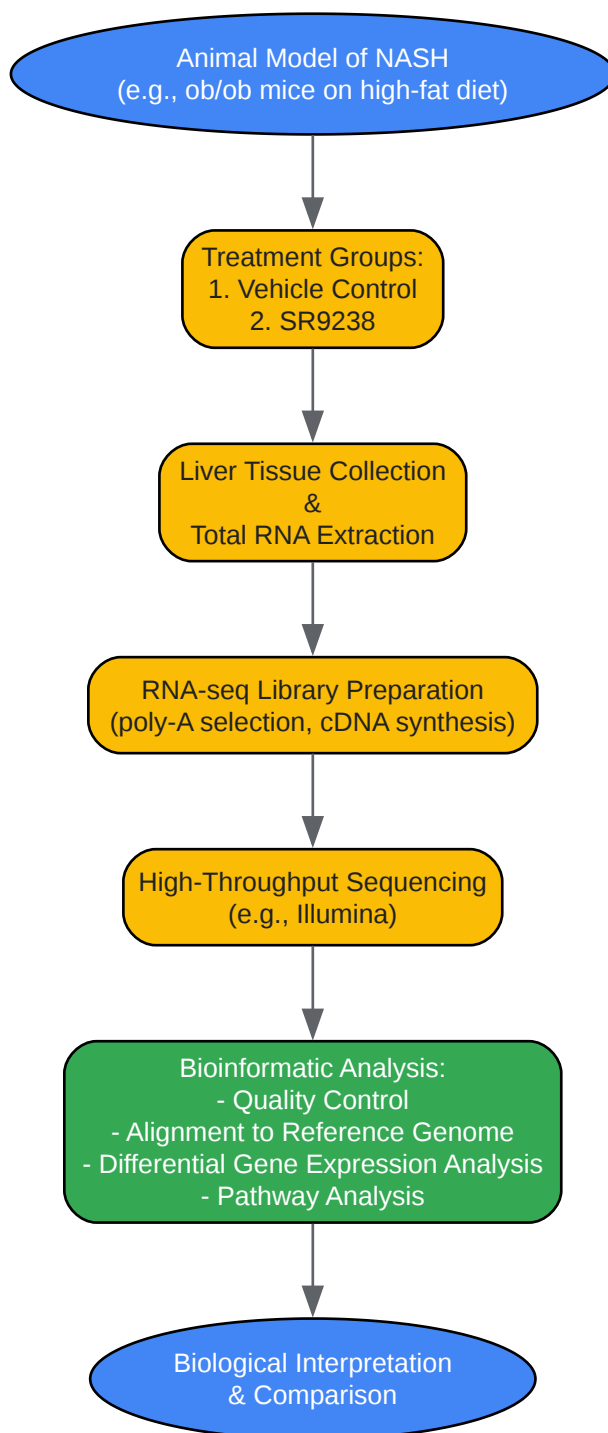 Animal Model of NASH
(e.g., ob/ob mice on high-fat diet)
Treatment Groups:
1. Vehicle Control
2. SR9238
Liver Tissue Collection
&
Total RNA Extraction
RNA-seq Library Preparation
(poly-A selection, cDNA synthesis)
High-Throughput Sequencing
(e.g., Illumina)
Bioinformatic Analysis:
- Quality Control
- Alignment to Reference Genome
- Differential Gene Expression Analysis
- Pathway Analysis
Biological Interpretation
& Comparison